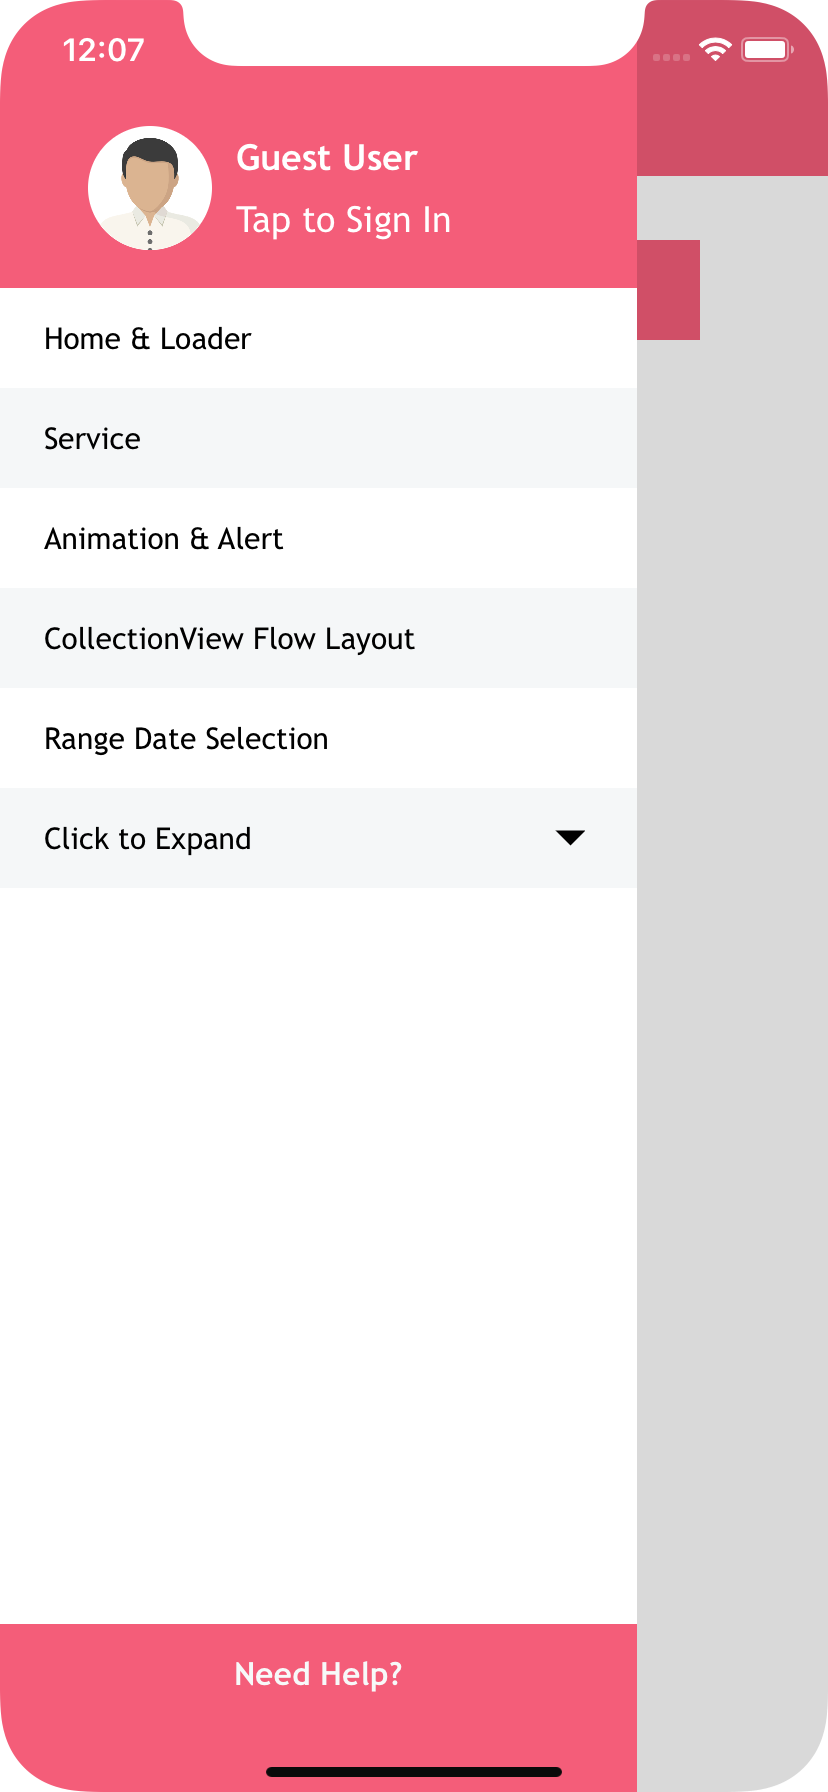 12:07
Guest User
Tap to Sign In
Home & Loader
Service
Animation & Alert
CollectionView Flow Layout
Range Date Selection
Click to Expand
Need Help?